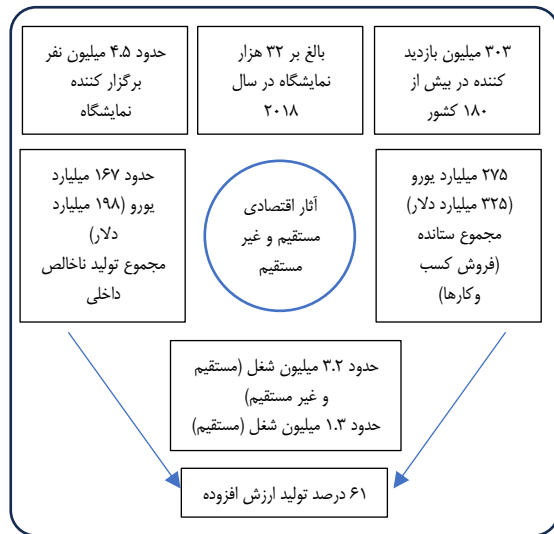 ۳۰۳ میلیون بازدید
کننده در بیش از
۱۸۰ کشور
بالغ بر ۳۲ هزار
نمایشگاه در سال
۲۰۱۸
حدود ۴.۵ میلیون نفر
برگزار کننده
نمایشگاه
۲۷۵ میلیارد یورو
(۳۲۵ میلیارد دلار)
مجموع ستانده
(فروش کسب
وکارها)
آثار اقتصادی
مستقیم و غیر
مستقیم
حدود ۱۶۷ میلیارد
یورو (۱۹۸ میلیارد
دلار)
مجموع تولید ناخالص
داخلی
حدود ۳.۲ میلیون شغل (مستقیم
و غیر مستقیم)
حدود ۱.۳ میلیون شغل (مستقیم)
۶۱ درصد تولید ارزش افزوده